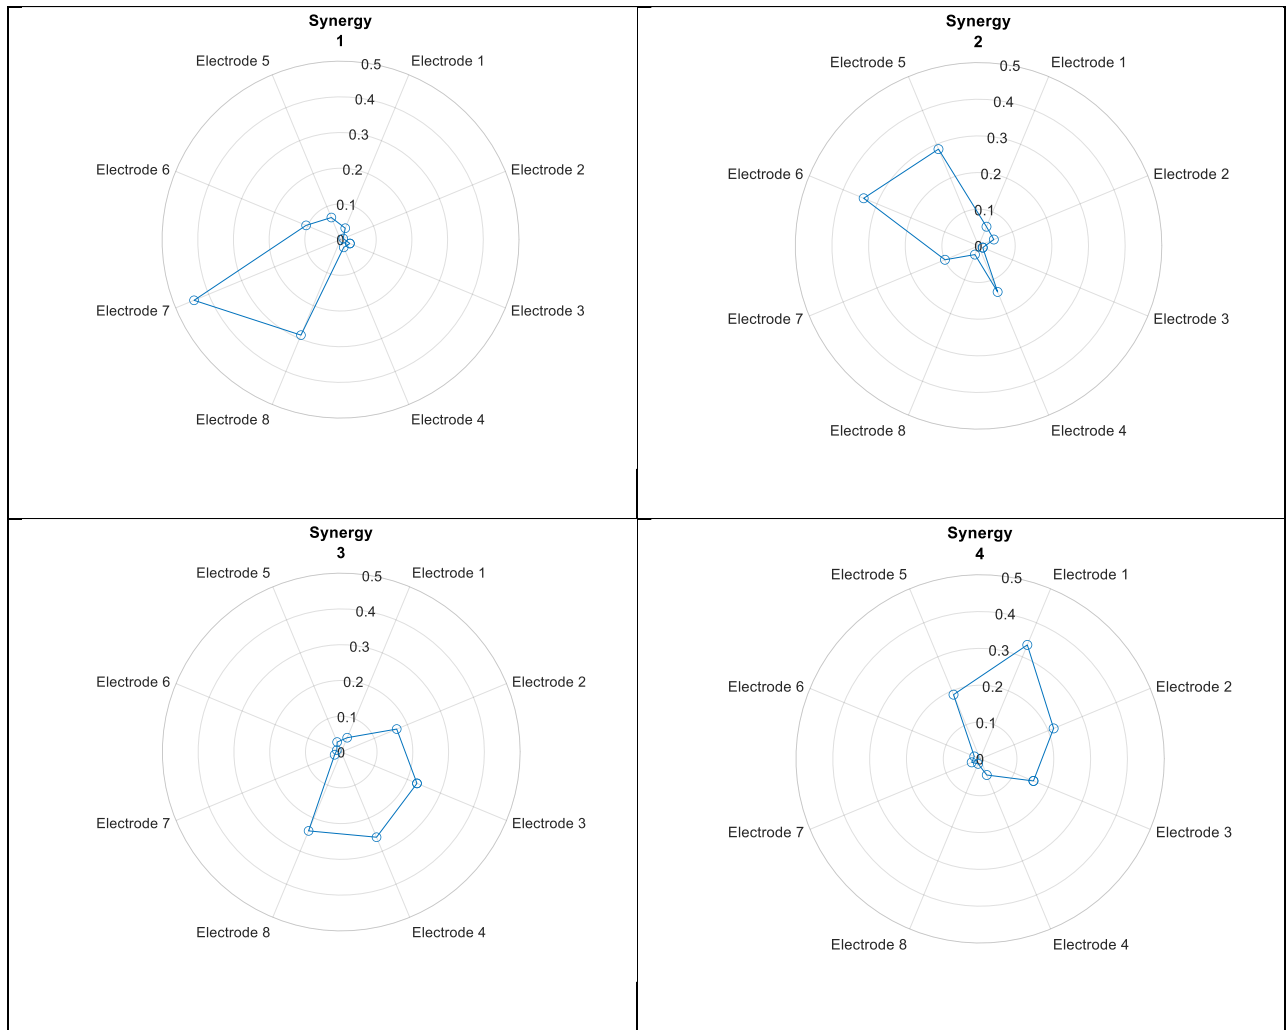 Synergy
1
Electrode 5
0.5
Electrode 1
0.4
0.3
Electrode 6
0.2
Electrode 2
0.1
0
Electrode 7
Electrode 3
Electrode 8
Electrode 4
Synergy
2
Electrode 5
0.5
Electrode 1
0.4
0.3
Electrode 6
0.2
Electrode 2
0.1
0
Electrode 7
Electrode 3
Electrode 8
Electrode 4
Synergy
3
Electrode 5
0.5
Electrode 1
0.4
0.3
Electrode 6
0.2
Electrode 2
0.1
0
Electrode 7
Electrode 3
Electrode 8
Electrode 4
Synergy
4
Electrode 5
0.5
Electrode 1
0.4
0.3
Electrode 6
0.2
Electrode 2
0.1
0
Electrode 7
Electrode 3
Electrode 8
Electrode 4